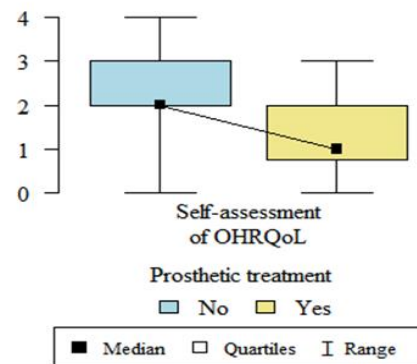 4
3
2
1
0
Self-assessment
of OHRQoL
Prosthetic treatment
No Yes
Median Quartiles Range